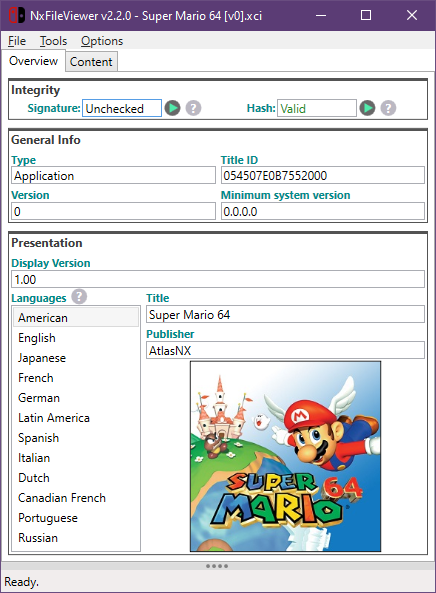 NxFileViewer v2.2.0 - Super Mario 64 [v0].xci
File Tools Options
Overview Content
Integrity
Signature: Unchecked ? Hash: Valid ?
General Info
Type Title ID
Application 054507E0B7552000
Version Minimum system version
0 0.0.0.0
Presentation
Display Version
1.00
Languages ? Title
American Super Mario 64
English Publisher
Japanese AtlasNX
French
German
Latin America
Spanish
Italian
Dutch
Canadian French
Portuguese
Russian
M
SUPER
MARIO 64
Ready.